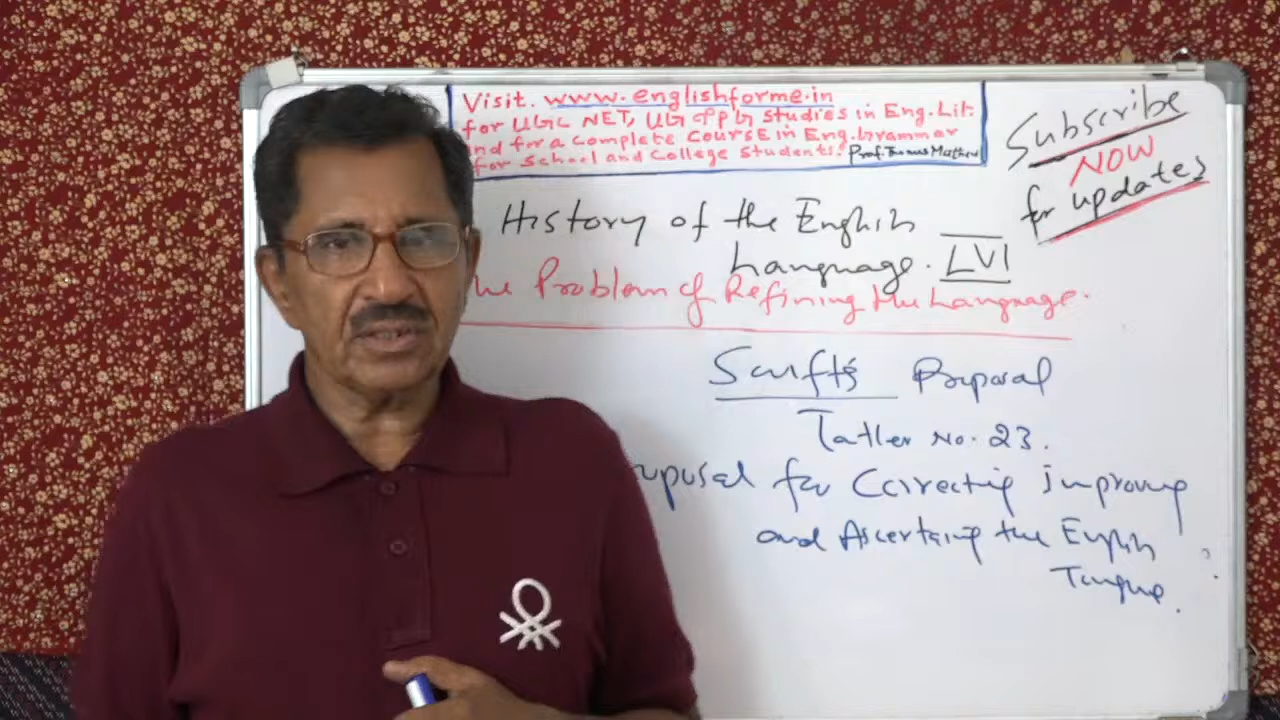 Visit. www.englishforme.in
for UGC NET, UG & PG Studies in Eng. Lit.
and for a Complete Course in Eng. Grammar
for School and College Students. Prof. Thomas Mathew
Subscribe
NOW
for updates
History of the English
Language. LVI
The Problem of Refining the Language.
Swift's Proposal
Tatler No. 23.
Proposal for Correcting Improving
and Ascertaining the English
Tongue.